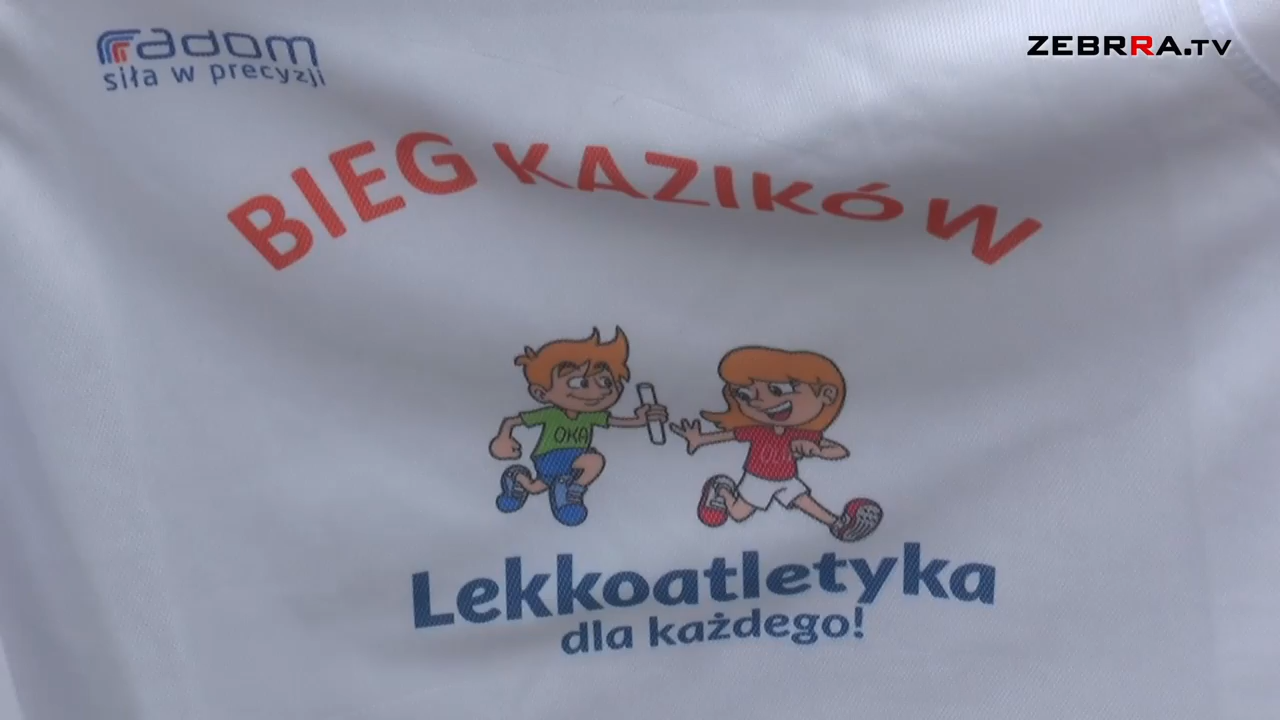 radom
siła w precyzji
ZEBRRA.TV
BIEG KAZIKÓW
OKA
Lekkoatletyka
dla każdego!